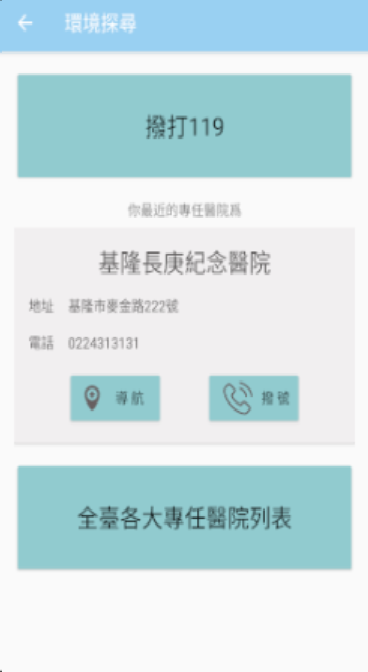 環境探尋
撥打119
你最近的專任醫院爲
基隆長庚紀念醫院
地址 基隆市麥金路222號
電話 0224313131
導航 撥號
全臺各大專任醫院列表